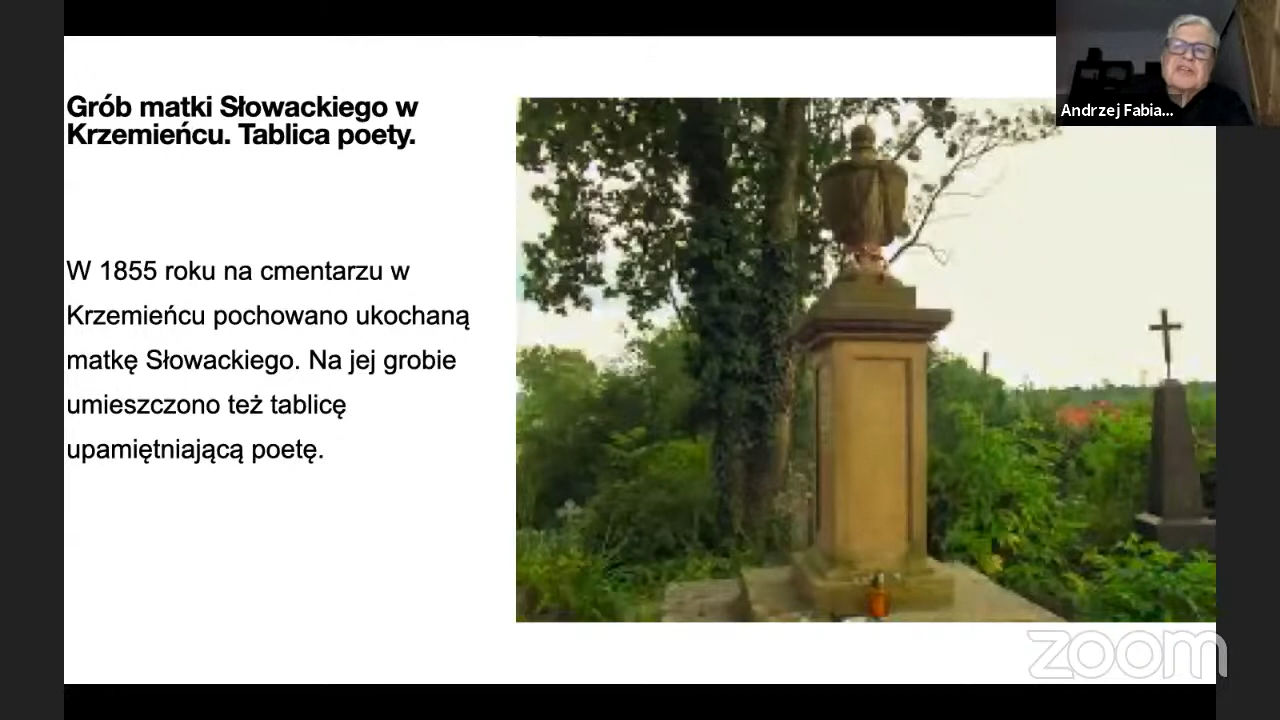 Grób matki Słowackiego w
Krzemieńcu. Tablica poety.
W 1855 roku na cmentarzu w
Krzemieńcu pochowano ukochaną
matkę Słowackiego. Na jej grobie
umieszczono też tablicę
upamiętniającą poetę.
Andrzej Fabia...
zoom